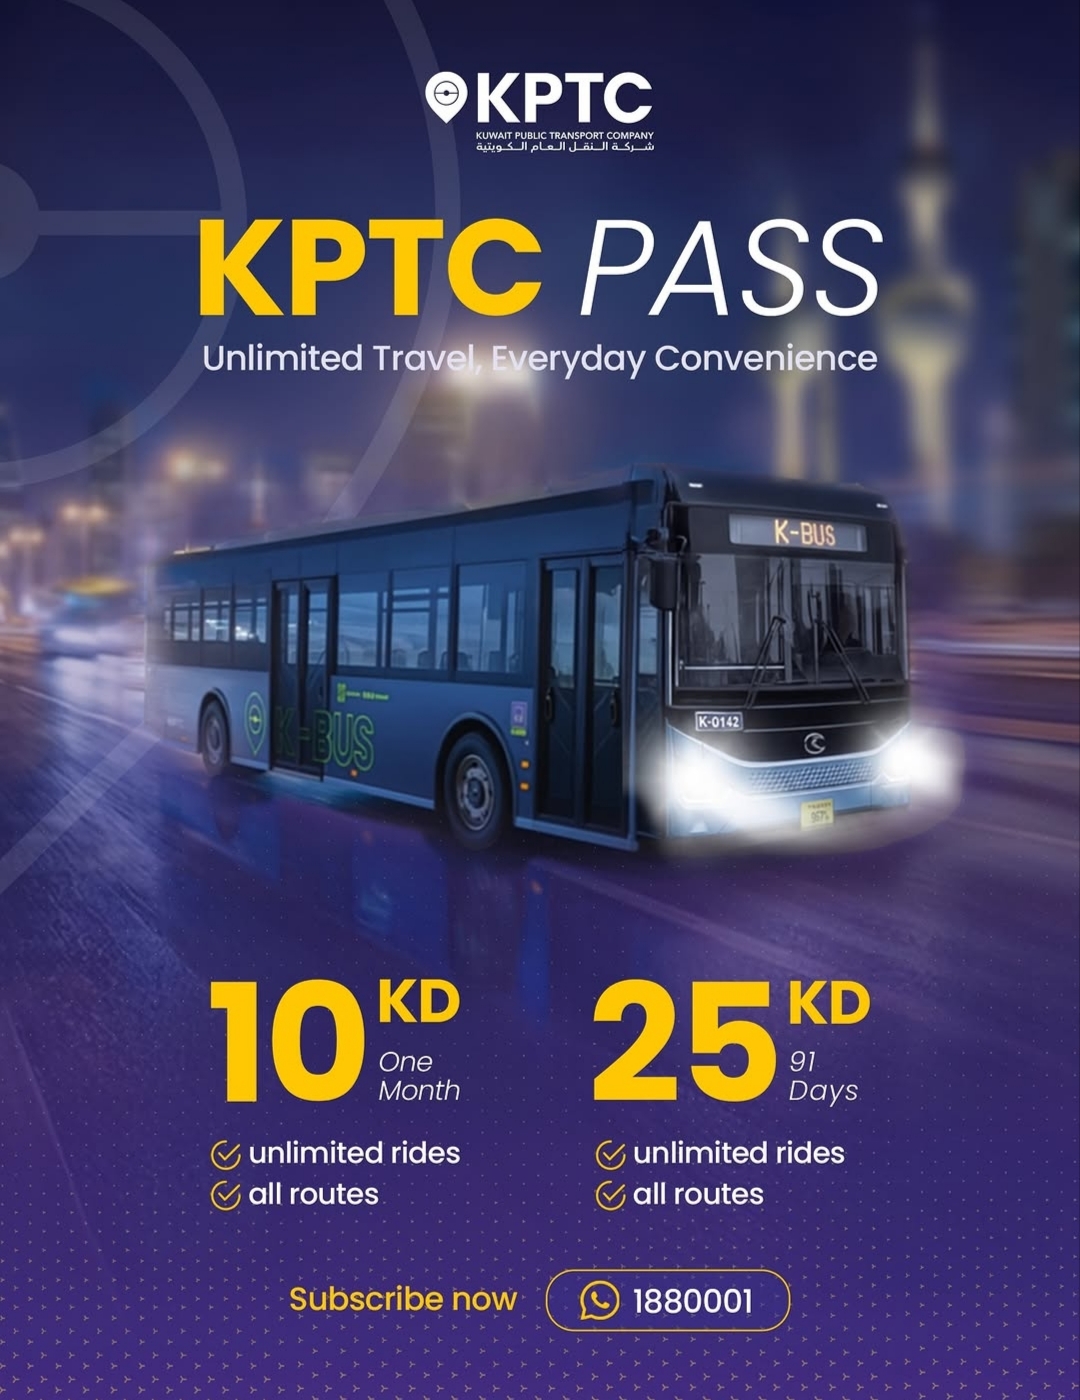 KPTC
KUWAIT PUBLIC TRANSPORT COMPANY
شركة النقل العام الكويتية
KPTC PASS
Unlimited Travel, Everyday Convenience
K-BUS
K-BUS
K-0142
10 KD
One
Month
unlimited rides
all routes
25 KD
91
Days
unlimited rides
all routes
Subscribe now 1880001